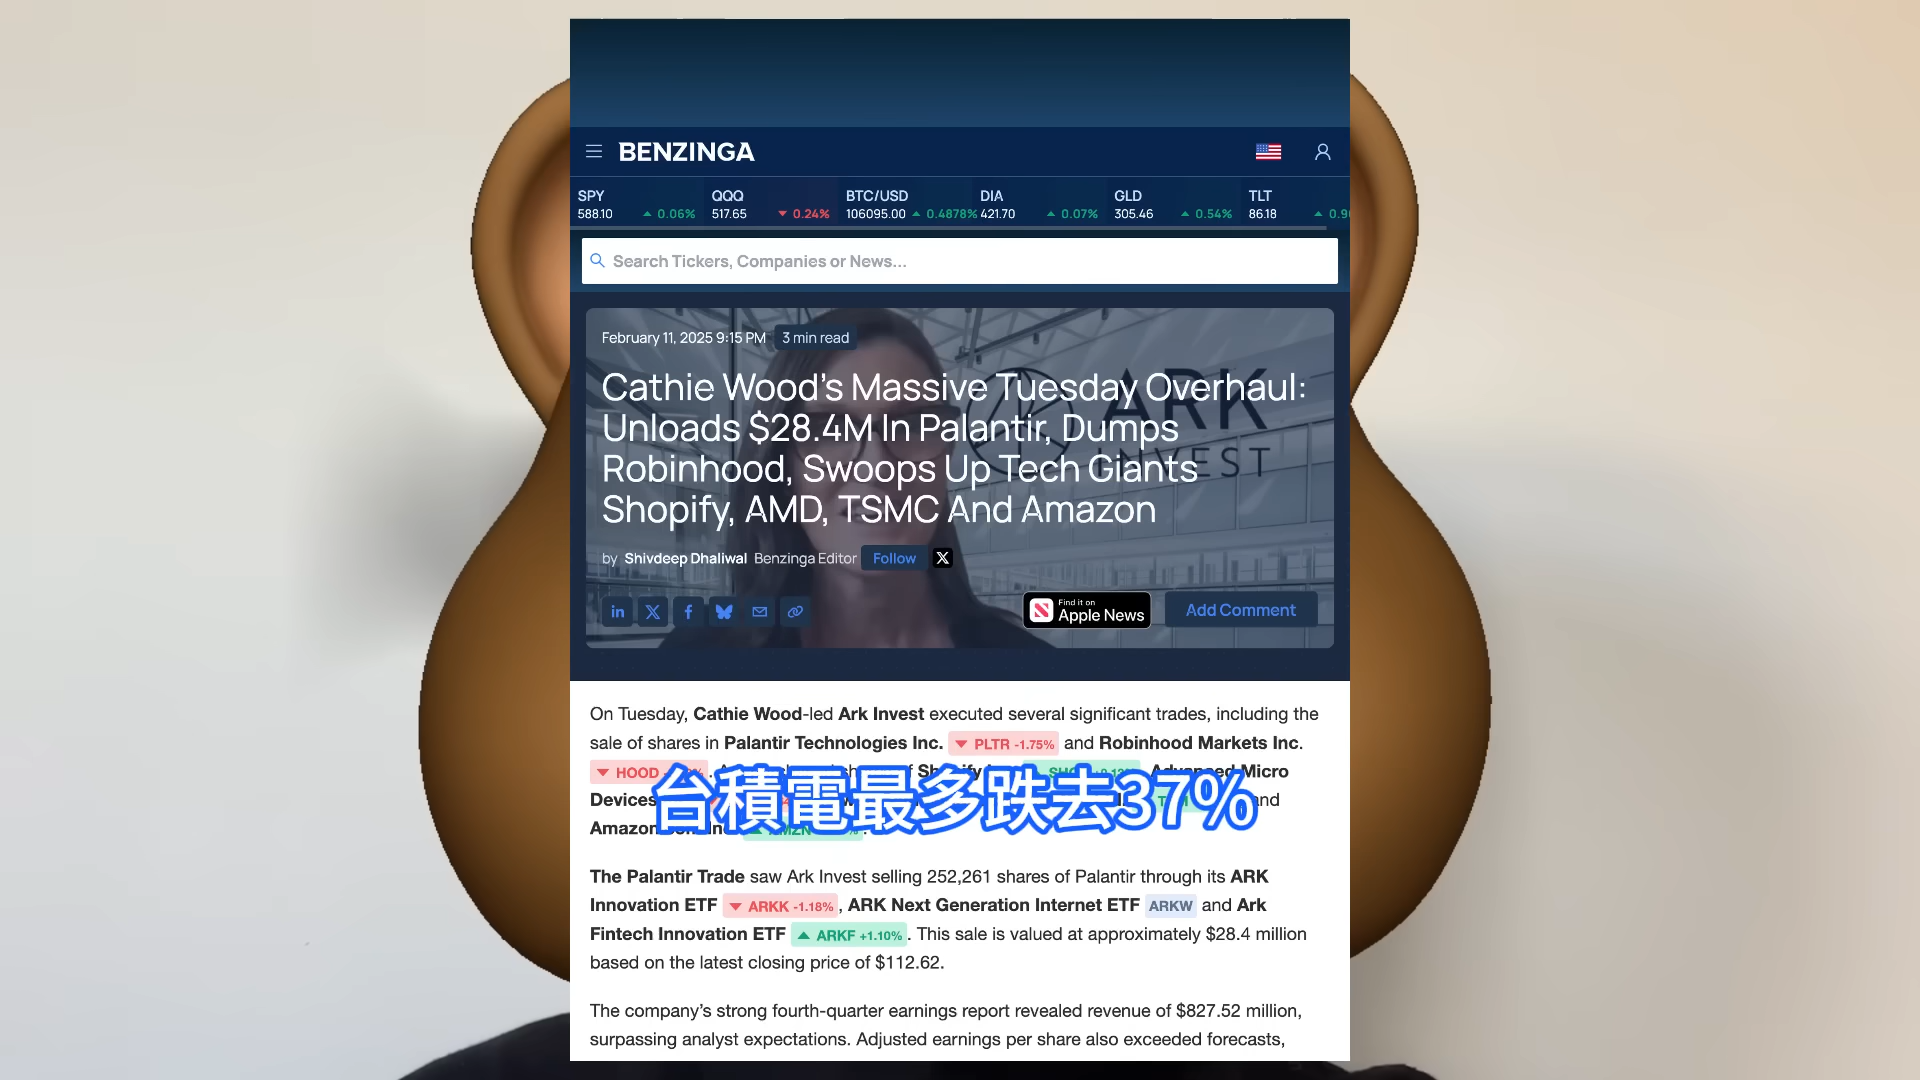 BENZINGA
SPY QQQ BTC/USD DIA GLD TLT
588.10 0.06% 517.65 0.24% 106095.00 0.4878% 421.70 0.07% 305.46 0.54% 86.18
Search Tickers, Companies or News...
February 11, 2025 9:15 PM 3 min read
Cathie Wood's Massive Tuesday Overhaul:
Unloads $28.4M In Palantir, Dumps
Robinhood, Swoops Up Tech Giants
Shopify, AMD, TSMC And Amazon
ARK
INVEST
by Shivdeep Dhaliwal Benzinga Editor Follow
Find it on
Apple News
Add Comment
On Tuesday, Cathie Wood-led Ark Invest executed several significant trades, including the
sale of shares in Palantir Technologies Inc. PLTR -1.75% and Robinhood Markets Inc.
HOOD
Micro
Devices and
Amazon
台積電最多跌去37%
The Palantir Trade saw Ark Invest selling 252,261 shares of Palantir through its ARK
Innovation ETF ARKK -1.18%, ARK Next Generation Internet ETF ARKW and Ark
Fintech Innovation ETF ARKF +1.10%. This sale is valued at approximately $28.4 million
based on the latest closing price of $112.62.
The company's strong fourth-quarter earnings report revealed revenue of $827.52 million,
surpassing analyst expectations. Adjusted earnings per share also exceeded forecasts,